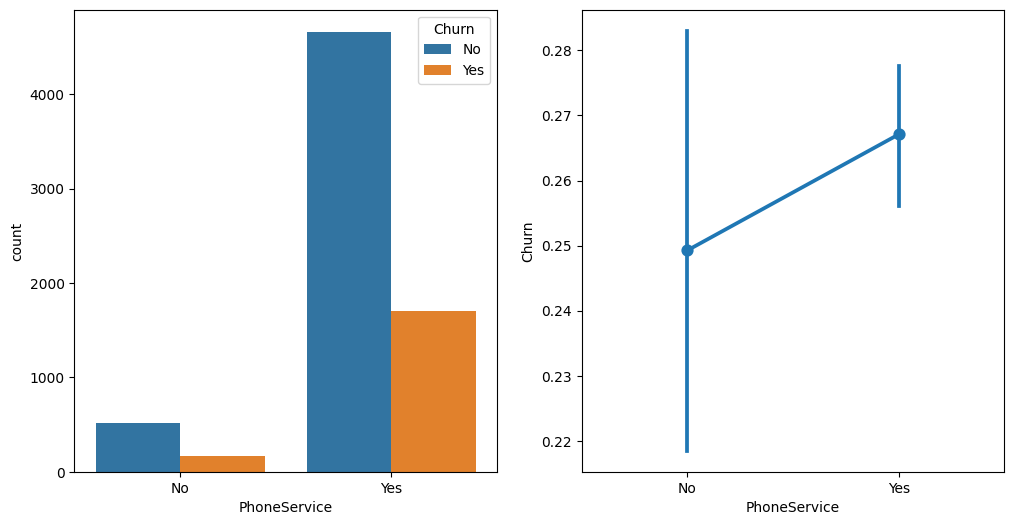 Churn
No
Yes
4000
3000
2000
1000
0
count
No
Yes
PhoneService
0.28
0.27
0.26
0.25
0.24
0.23
0.22
Churn
No
Yes
PhoneService